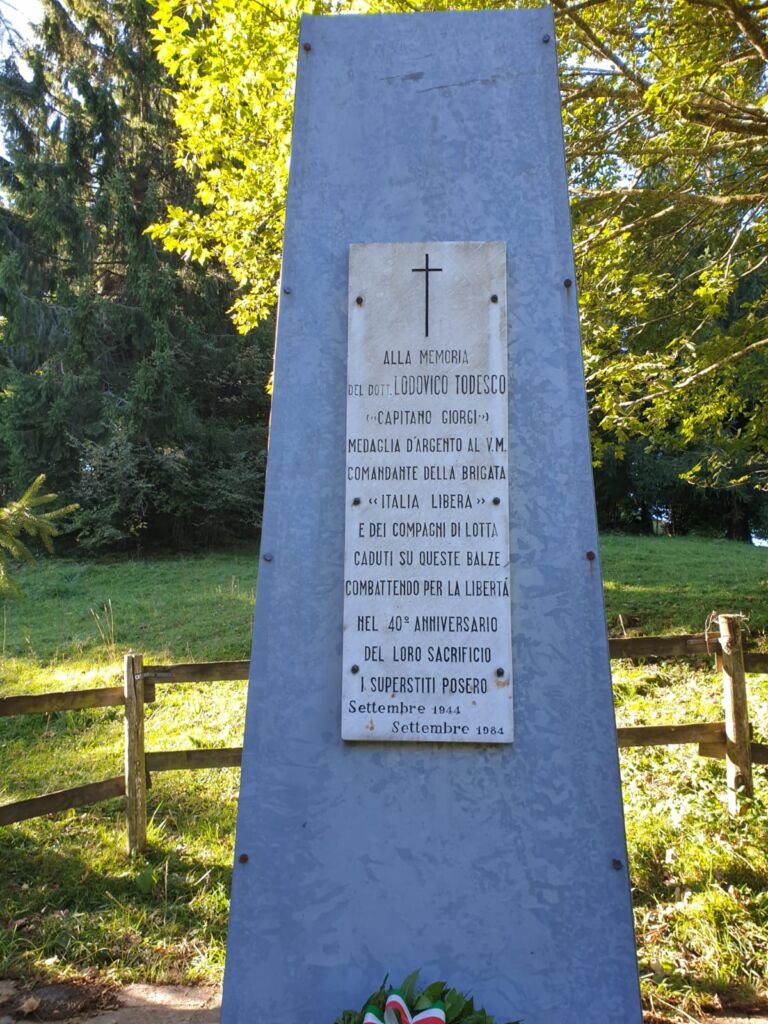 ALLA MEMORIA
DEL DOTT. LODOVICO TODESCO
(«CAPITANO GIORGI»)
MEDAGLIA D'ARGENTO AL V.M.
COMANDANTE DELLA BRIGATA
«ITALIA LIBERA»
E DEI COMPAGNI DI LOTTA
CADUTI SU QUESTE BALZE
COMBATTENDO PER LA LIBERTÁ
NEL 40º ANNIVERSARIO
DEL LORO SACRIFICIO
I SUPERSTITI POSERO
Settembre 1944
Settembre 1984